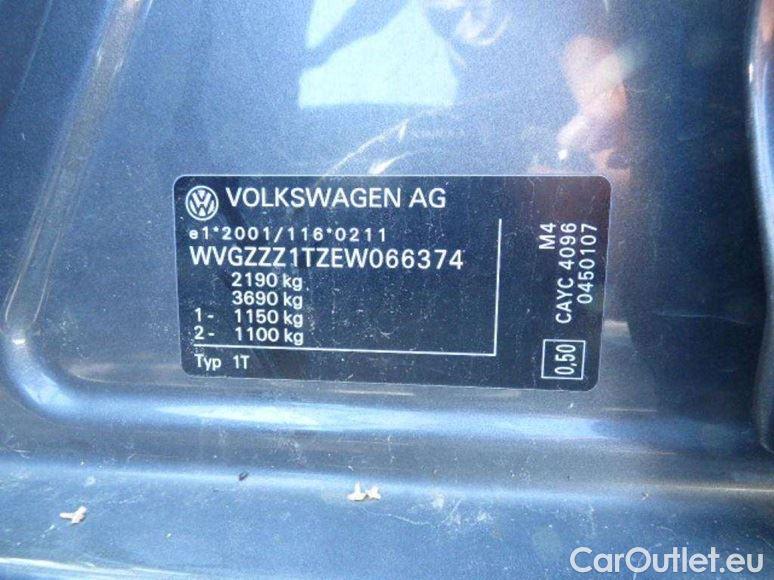 VOLKSWAGEN AG
e1*2001/116*0211
WVGZZZ1TZEW066374
2190 kg
3690 kg
1- 1150 kg
2- 1100 kg
Typ 1T
M4
CAYC 4096
0450107
0,50
CarOutlet.eu